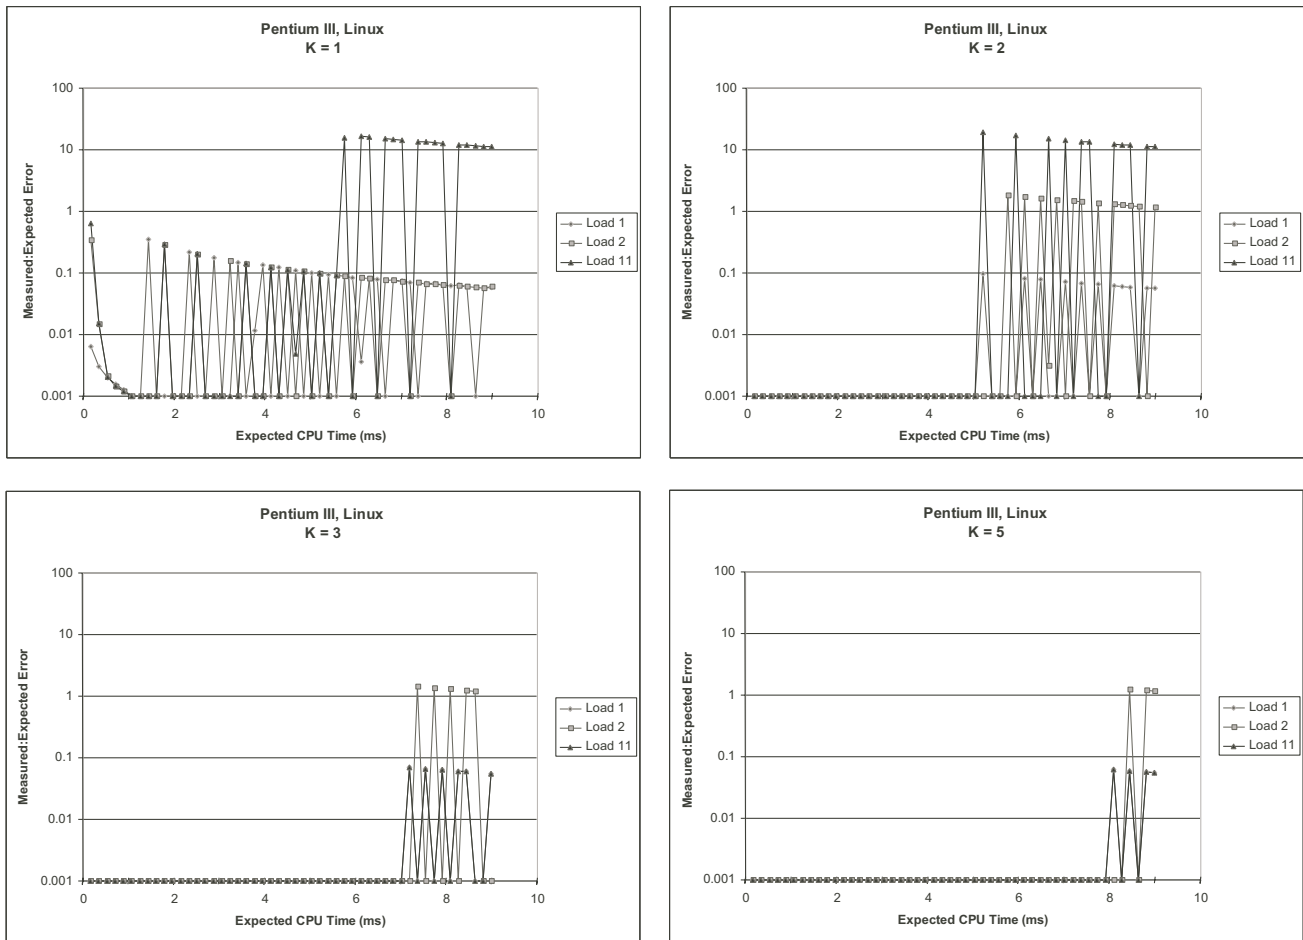 Pentium III, Linux
K = 1
100
10
1
0.1
0.01
0.001
0 2 4 6 8 10
Measured:Expected Error
Expected CPU Time (ms)
Load 1
Load 2
Load 11
Pentium III, Linux
K = 2
100
10
1
0.1
0.01
0.001
0 2 4 6 8 10
Measured:Expected Error
Expected CPU Time (ms)
Load 1
Load 2
Load 11
Pentium III, Linux
K = 3
100
10
1
0.1
0.01
0.001
0 2 4 6 8 10
Measured:Expected Error
Expected CPU Time (ms)
Load 1
Load 2
Load 11
Pentium III, Linux
K = 5
100
10
1
0.1
0.01
0.001
0 2 4 6 8 10
Measured:Expected Error
Expected CPU Time (ms)
Load 1
Load 2
Load 11